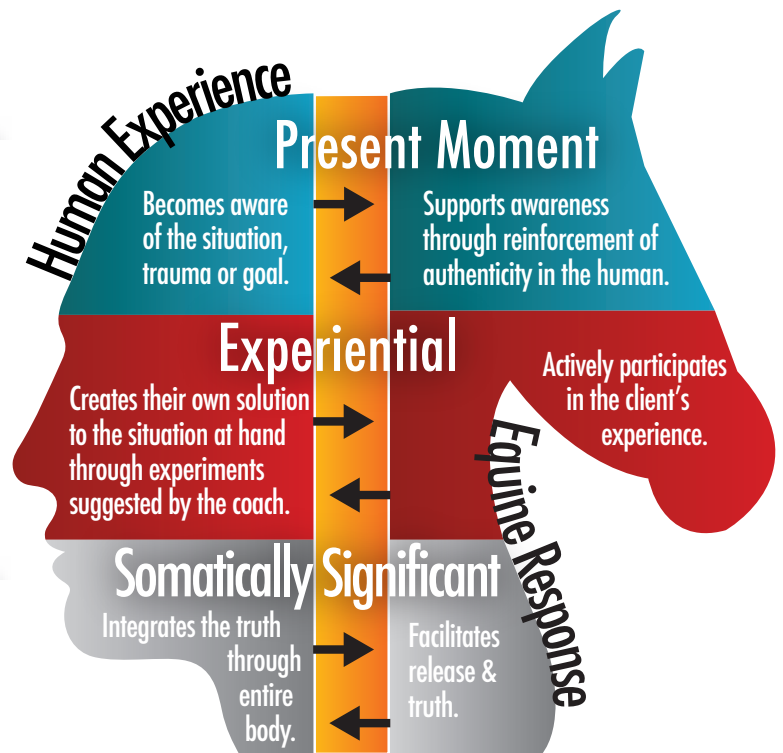 Human Experience
Present Moment
Becomes aware
of the situation,
trauma or goal.
Supports awareness
through reinforcement of
authenticity in the human.
Experiential
Creates their own solution
to the situation at hand
through experiments
suggested by the coach.
Actively participates
in the client's
experience.
Equine Response
Somatically Significant
Integrates the truth
through
entire
body.
Facilitates
release &
truth.